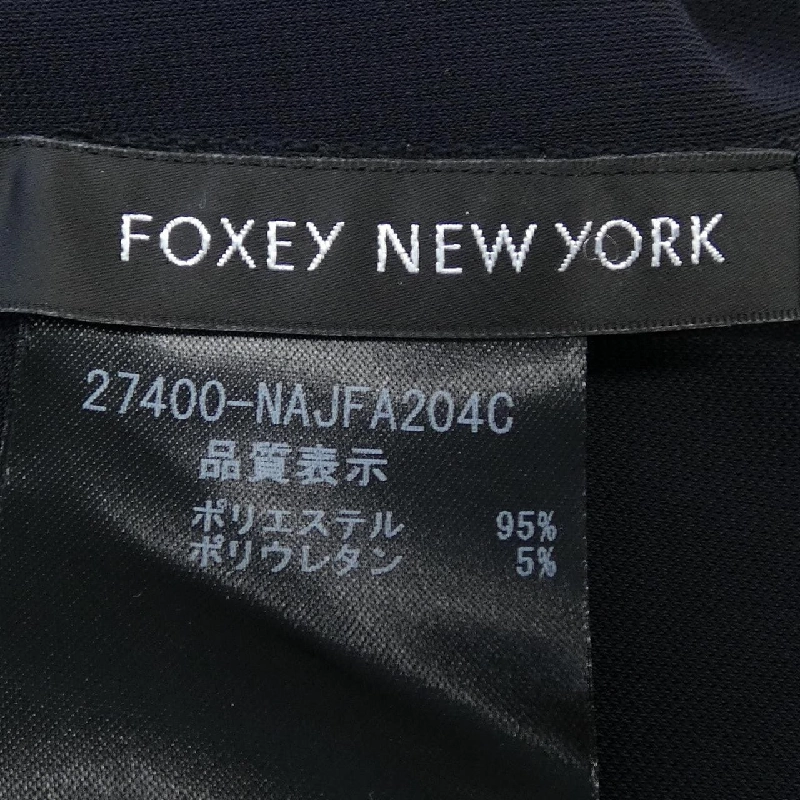 FOXEY NEW YORK
27400-NAJFA204C
品質表示
ポリエステル 95%
ポリウレタン 5%